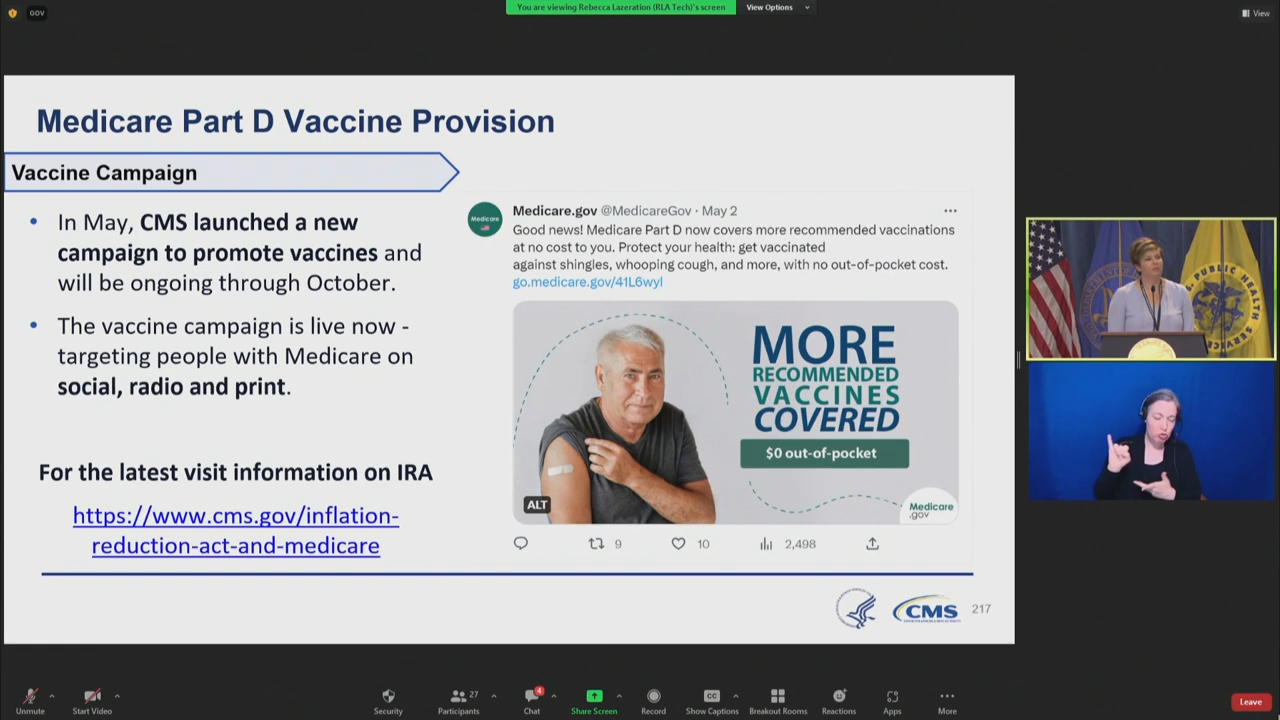 GOV
You are viewing Rebecca Lazeration (RLA Tech)'s screen
View Options
View
Medicare Part D Vaccine Provision
Vaccine Campaign
• In May, CMS launched a new
campaign to promote vaccines and
will be ongoing through October.
• The vaccine campaign is live now -
targeting people with Medicare on
social, radio and print.
For the latest visit information on IRA
https://www.cms.gov/inflation-
reduction-act-and-medicare
Medicare
Medicare.gov @MedicareGov · May 2
Good news! Medicare Part D now covers more recommended vaccinations
at no cost to you. Protect your health: get vaccinated
against shingles, whooping cough, and more, with no out-of-pocket cost.
go.medicare.gov/41L6wyl
MORE
RECOMMENDED
VACCINES
COVERED
$0 out-of-pocket
ALT
Medicare
.gov
9
10
2,498
CMS
217
PUBLIC HEALTH
SERVICE
Unmute
Start Video
Security
Participants
27
Chat
4
Share Screen
Record
CC
Show Captions
Breakout Rooms
Reactions
Apps
More
Leave